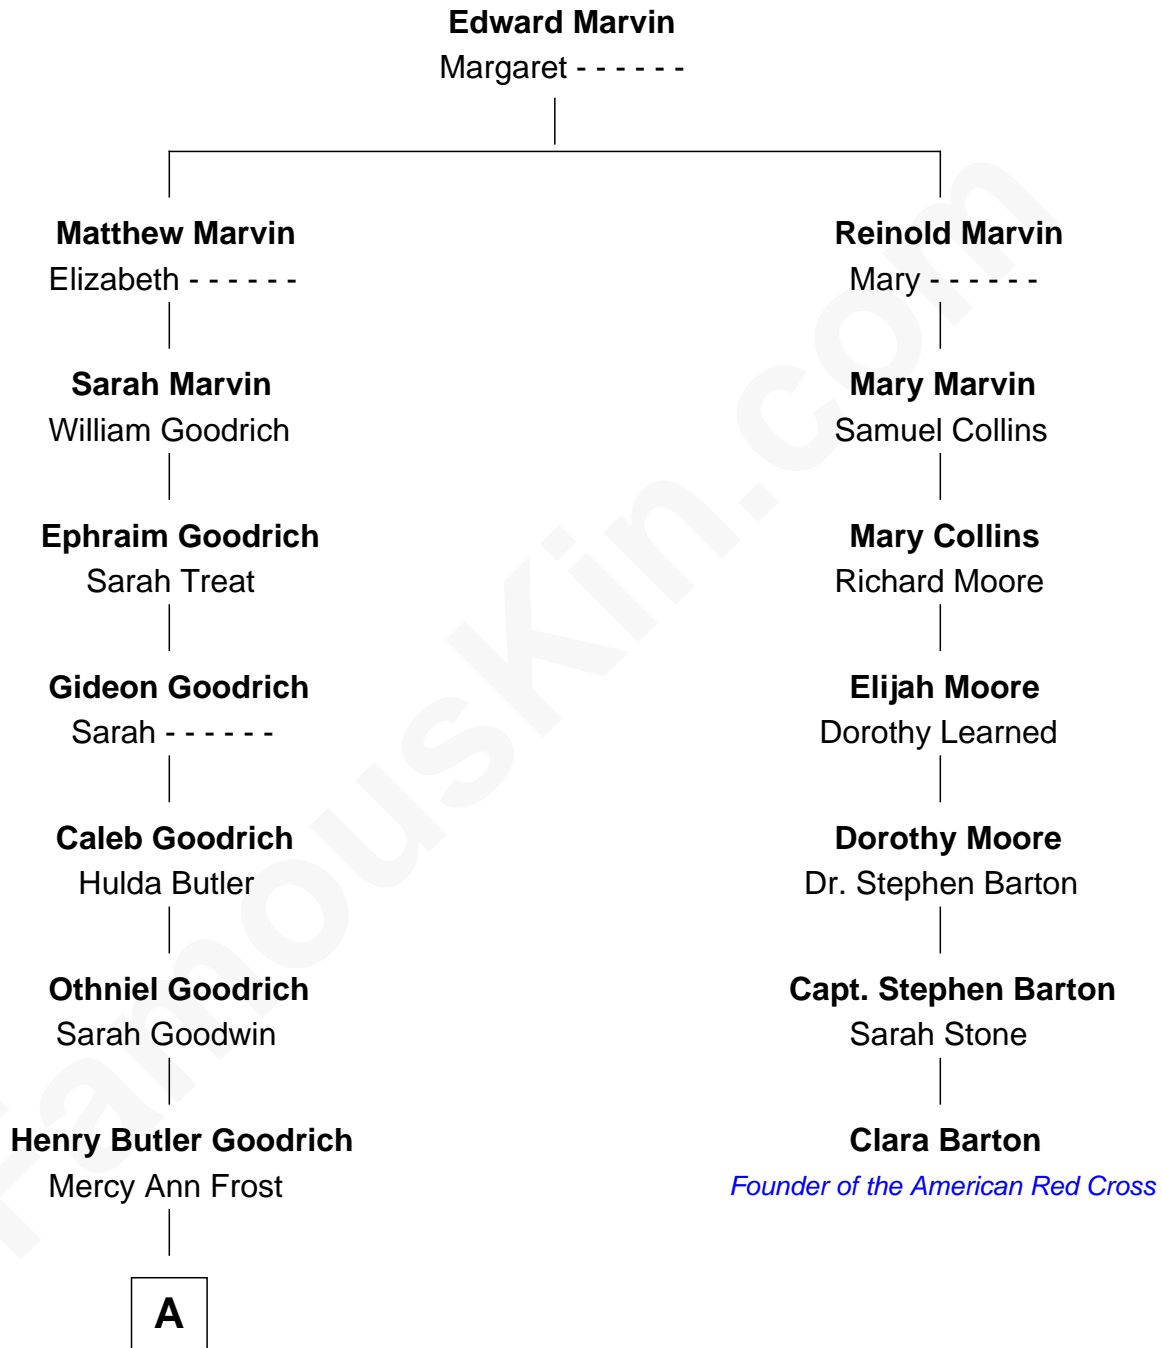 Edward Marvin
Margaret - - - - - -
Matthew Marvin
Elizabeth - - - - - -
Sarah Marvin
William Goodrich
Ephraim Goodrich
Sarah Treat
Gideon Goodrich
Sarah - - - - - -
Caleb Goodrich
Hulda Butler
Othniel Goodrich
Sarah Goodwin
Henry Butler Goodrich
Mercy Ann Frost
A
Reinold Marvin
Mary - - - - - -
Mary Marvin
Samuel Collins
Mary Collins
Richard Moore
Elijah Moore
Dorothy Learned
Dorothy Moore
Dr. Stephen Barton
Capt. Stephen Barton
Sarah Stone
Clara Barton
Founder of the American Red Cross
FamousKin.com